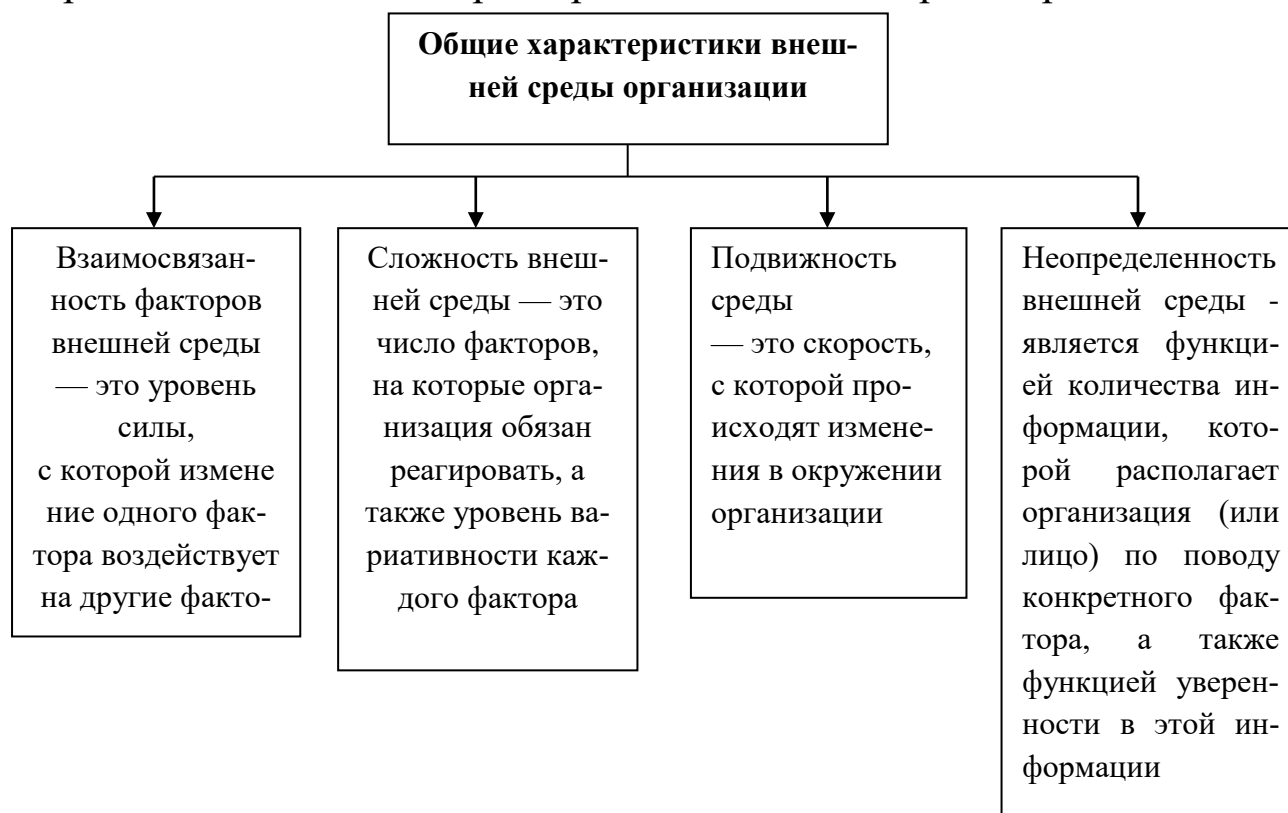 Общие характеристики внеш-
ней среды организации
Взаимосвязан-
ность факторов
внешней среды
— это уровень
силы,
с которой измене
ние одного фак-
тора воздействует
на другие факто-
Сложность внеш-
ней среды — это
число факторов,
на которые орга-
низация обязан
реагировать, а
также уровень ва-
риативности каж-
дого фактора
Подвижность
среды
— это скорость,
с которой про-
исходят измене-
ния в окружении
организации
Неопределенность
внешней среды -
является функци-
ей количества ин-
формации, кото-
рой располагает
организация (или
лицо) по поводу
конкретного фак-
тора, а также
функцией уверен-
ности в этой ин-
формации